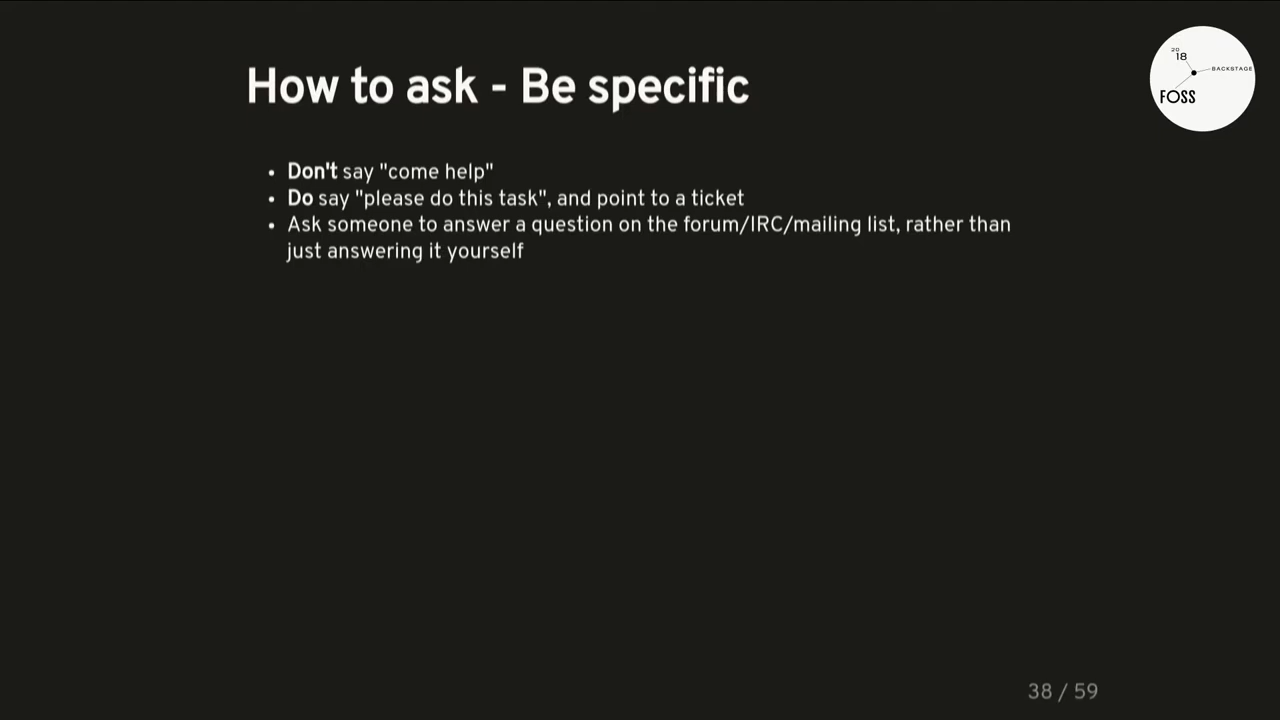 How to ask - Be specific
20
18
BACKSTAGE
FOSS
• Don't say "come help"
• Do say "please do this task", and point to a ticket
• Ask someone to answer a question on the forum/IRC/mailing list, rather than
just answering it yourself
38 / 59